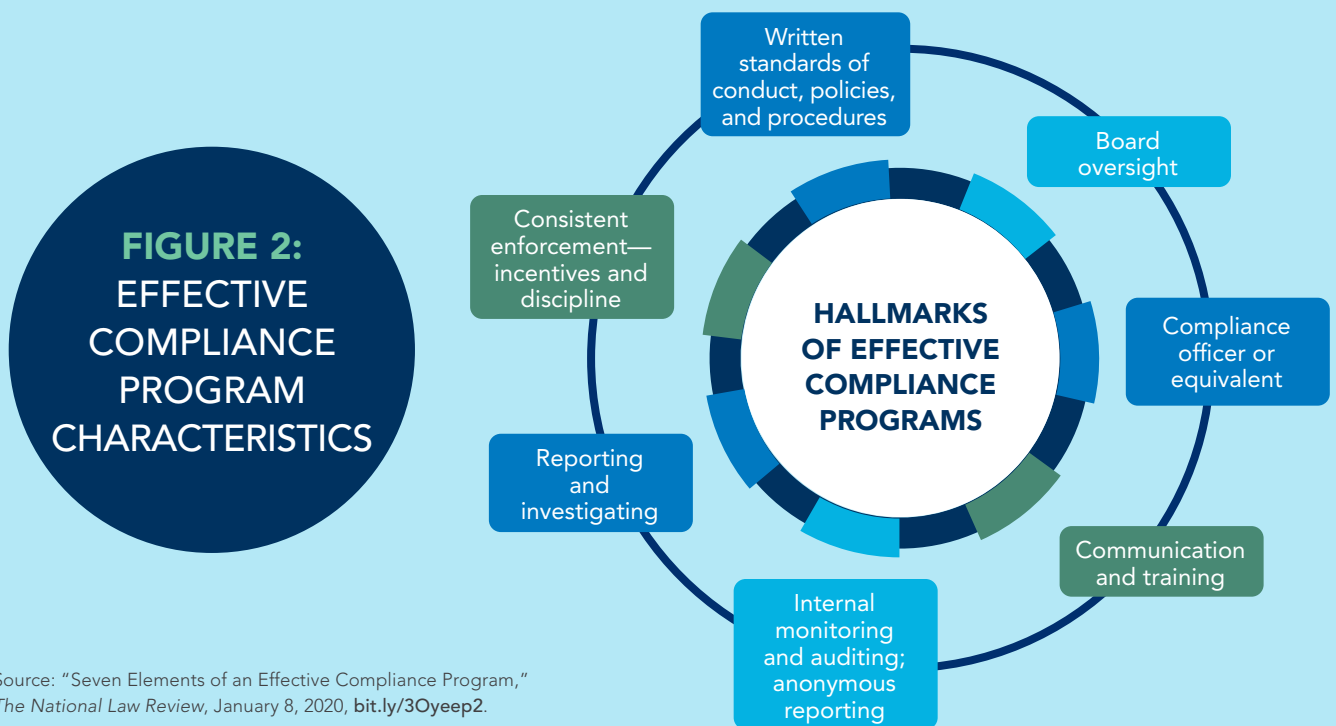 FIGURE 2:
EFFECTIVE
COMPLIANCE
PROGRAM
CHARACTERISTICS
Written
standards of
conduct, policies,
and procedures
Board
oversight
Compliance
officer or
equivalent
Communication
and training
Internal
monitoring
and auditing;
anonymous
reporting
Reporting
and
investigating
Consistent
enforcement—
incentives and
discipline
HALLMARKS
OF EFFECTIVE
COMPLIANCE
PROGRAMS
Source: “Seven Elements of an Effective Compliance Program,”
The National Law Review, January 8, 2020, bit.ly/3Oyeep2.